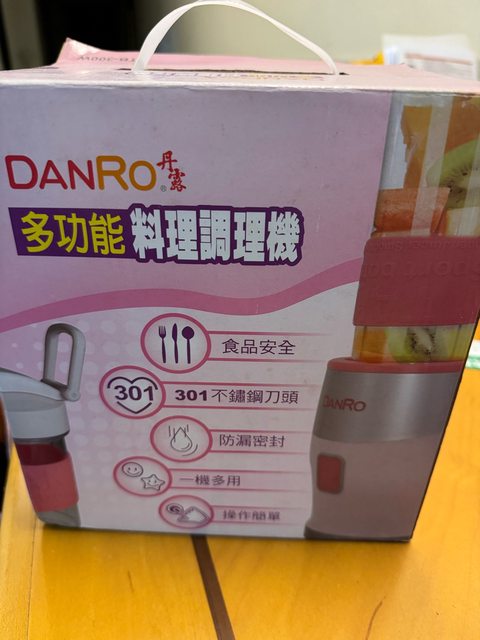 DANRO® 丹露
多功能 料理調理機
食品安全
301 301不鏽鋼刀頭
防漏密封
一機多用
操作簡單
DANRO